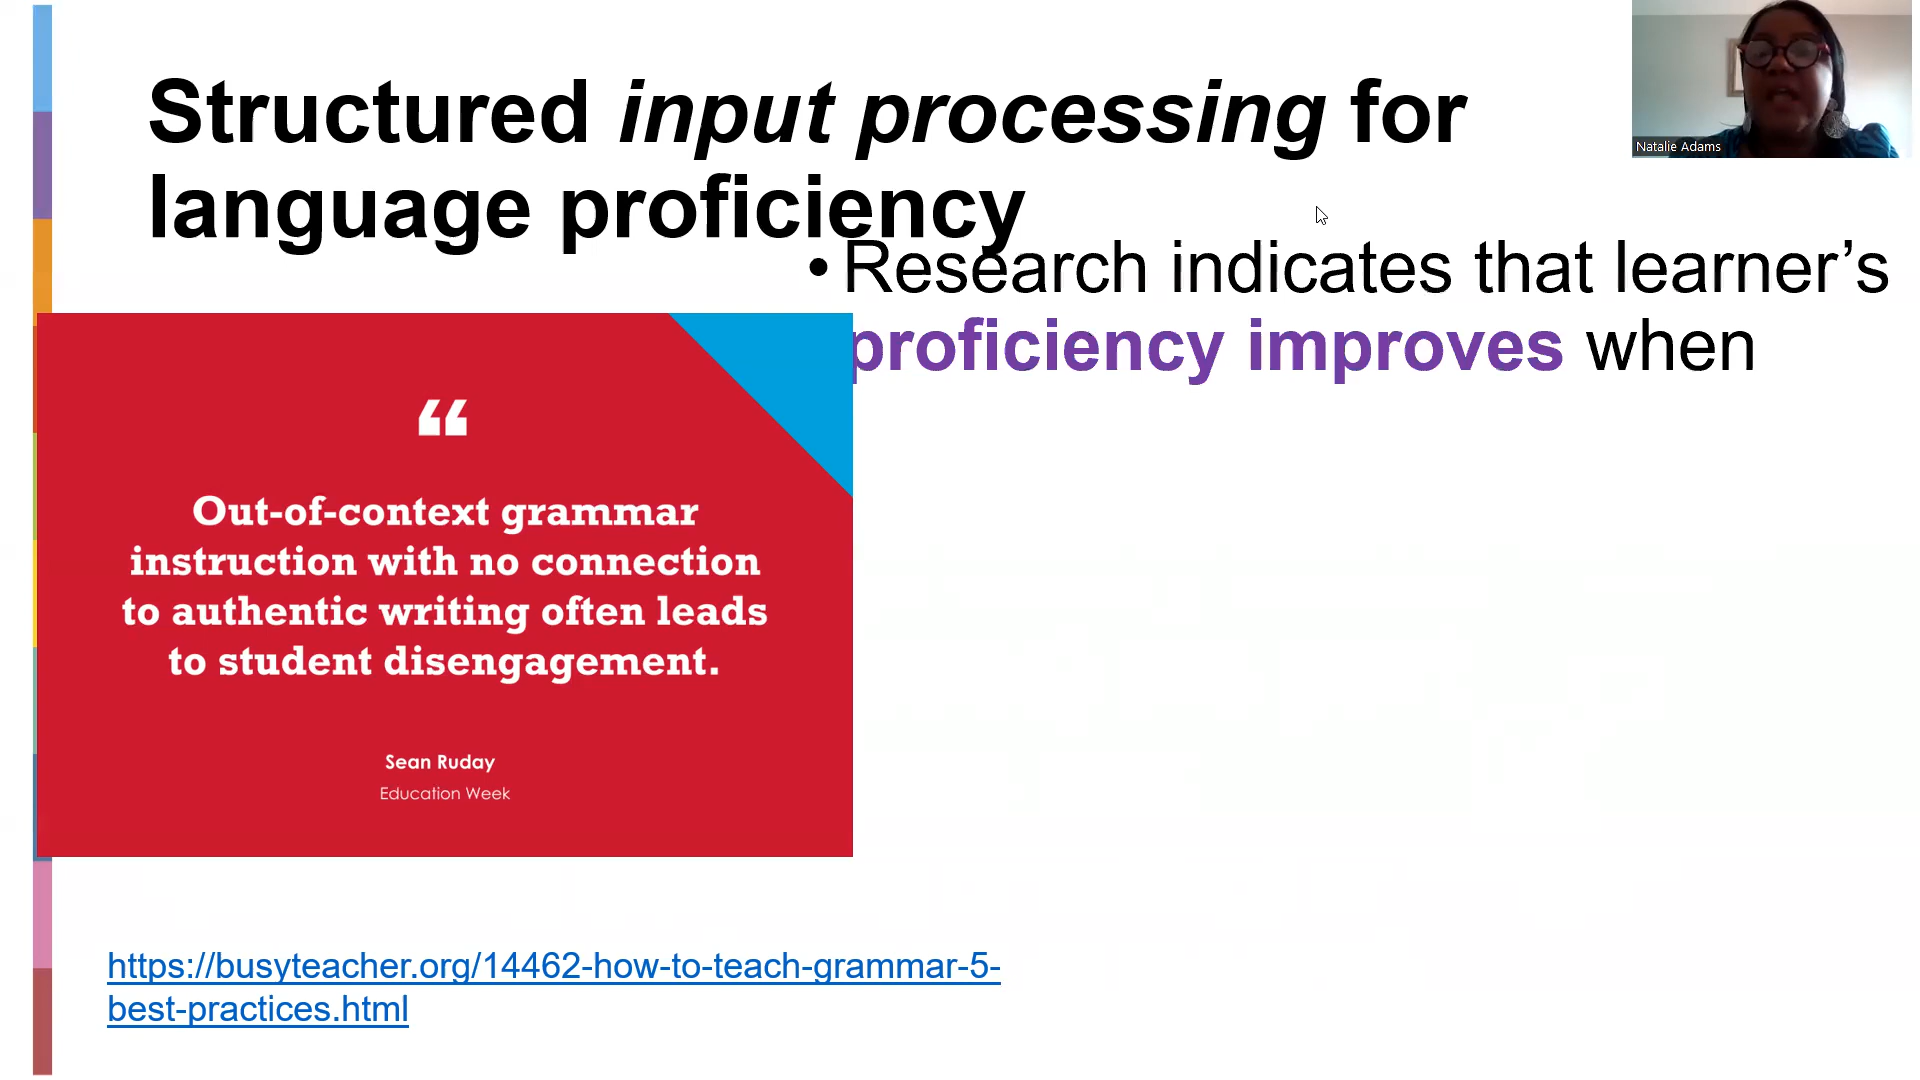 Structured input processing for
language proficiency
Natalie Adams
• Research indicates that learner’s
proficiency improves when
“
Out-of-context grammar
instruction with no connection
to authentic writing often leads
to student disengagement.
Sean Ruday
Education Week
https://busyteacher.org/14462-how-to-teach-grammar-5-
best-practices.html